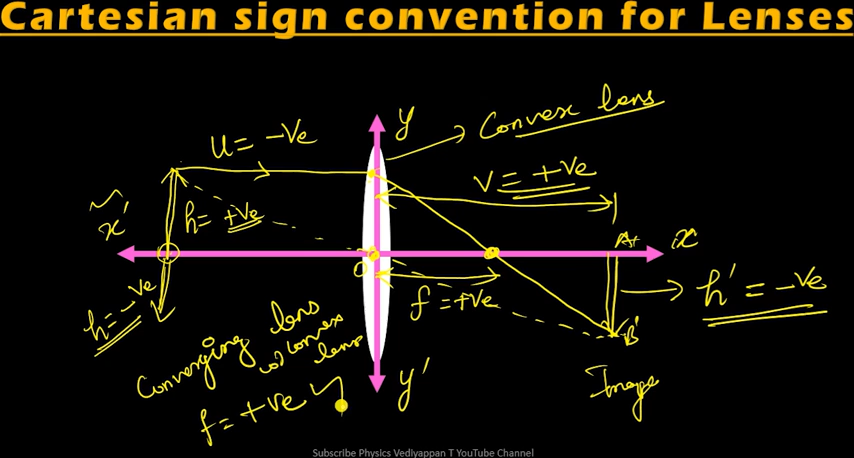 Cartesian sign convention for Lenses
y
Convex lens
u = -ve
v = +ve
h = +ve
x'
x
A'
O
h = -ve
f = +ve
h' = -ve
B'
Converging lens
(or) convex
lens
f = +ve
y'
Image
Subscribe Physics Vediyappan T YouTube Channel